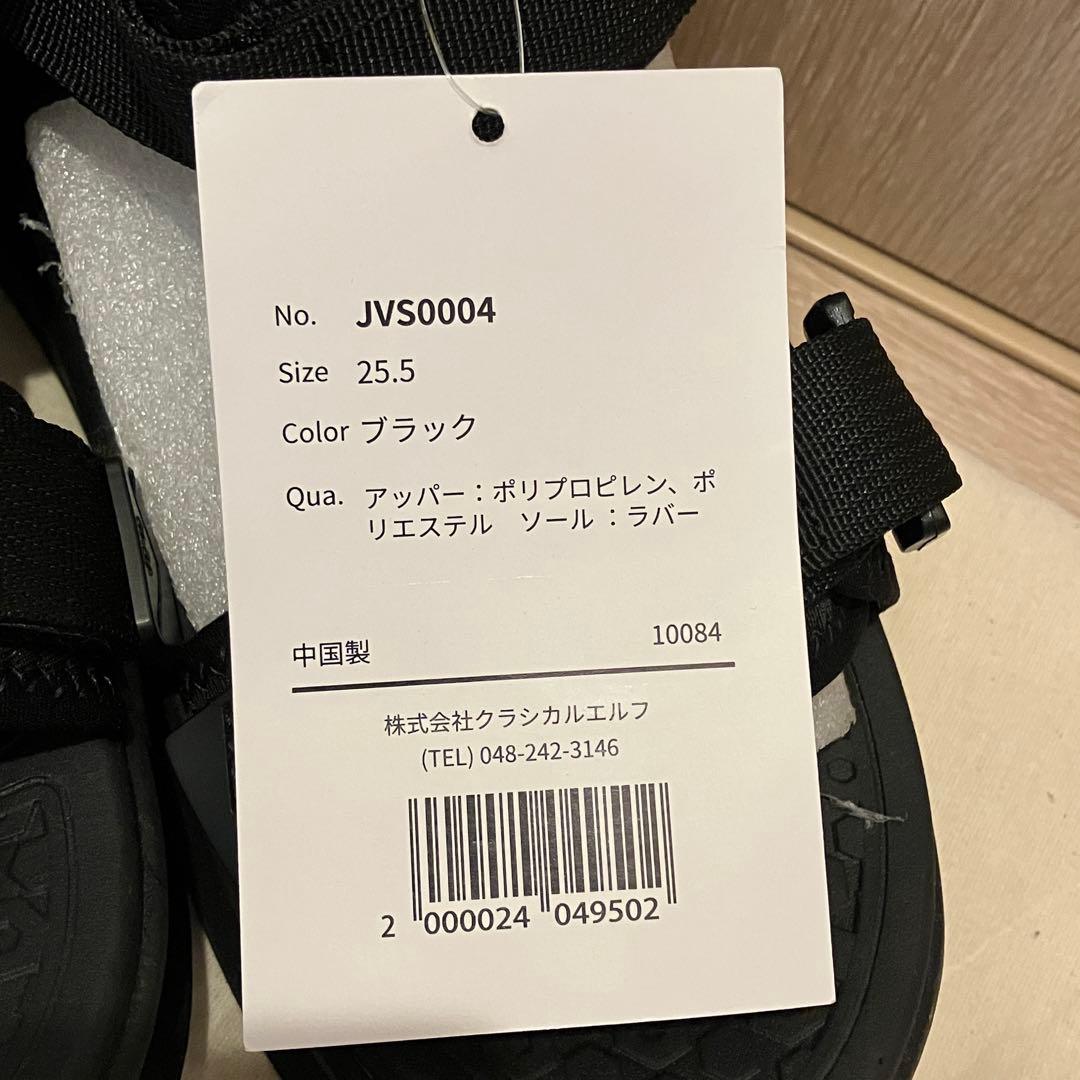 No. JVS0004
Size 25.5
Color ブラック
Qua. アッパー：ポリプロピレン、ポ
リエステル　ソール：ラバー
中国製 10084
株式会社クラシカルエルフ
(TEL) 048-242-3146
2 000024 049502